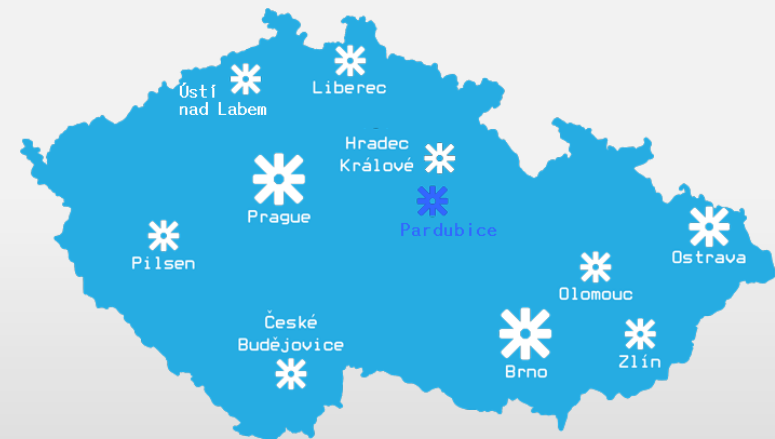 Ústí
nad Labem
Liberec
Hradec
Králové
Prague
Pardubice
Pilsen
Ostrava
Olomouc
České
Budějovice
Brno
Zlín